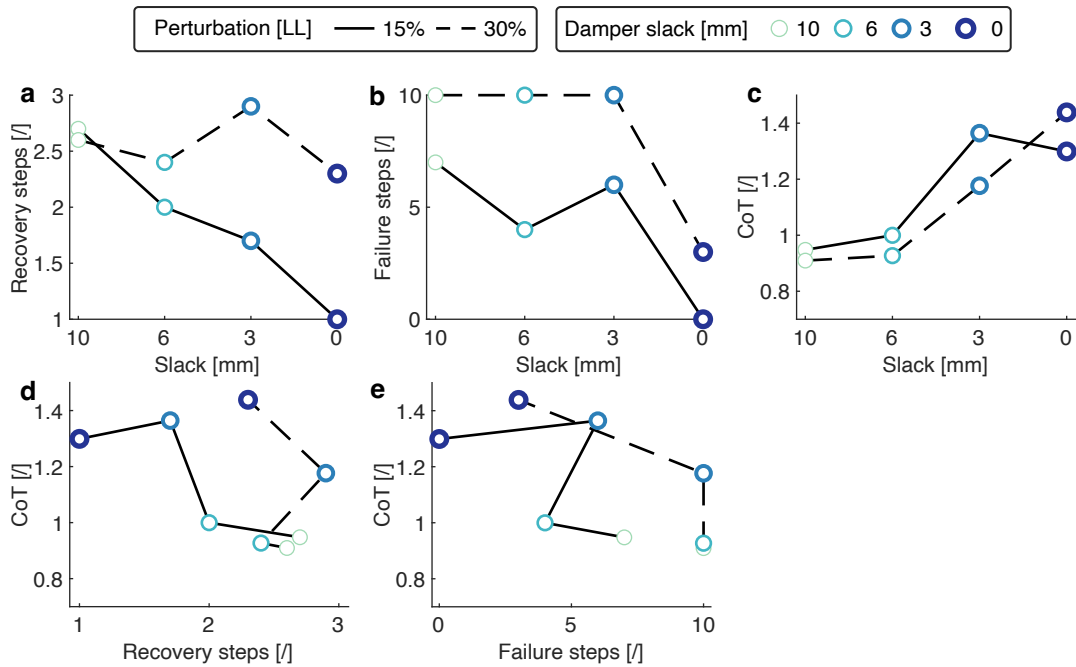 Perturbation [LL] 15% 30%
Damper slack [mm] 10 6 3 0
a
3
2.5
2
1.5
1
Recovery steps [/]
10 6 3 0
Slack [mm]
b
10
5
0
Failure steps [/]
10 6 3 0
Slack [mm]
c
1.4
1.2
1
0.8
CoT [/]
10 6 3 0
Slack [mm]
d
1.4
1.2
1
0.8
CoT [/]
1 2 3
Recovery steps [/]
e
1.4
1.2
1
0.8
CoT [/]
0 5 10
Failure steps [/]